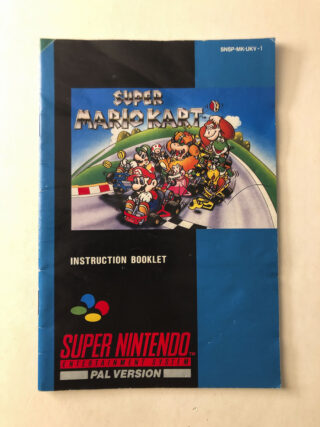 SNSP-MK-UKV-1
SUPER
MARIO KART
INSTRUCTION BOOKLET
SUPER NINTENDO
ENTERTAINMENT SYSTEM
PAL VERSION